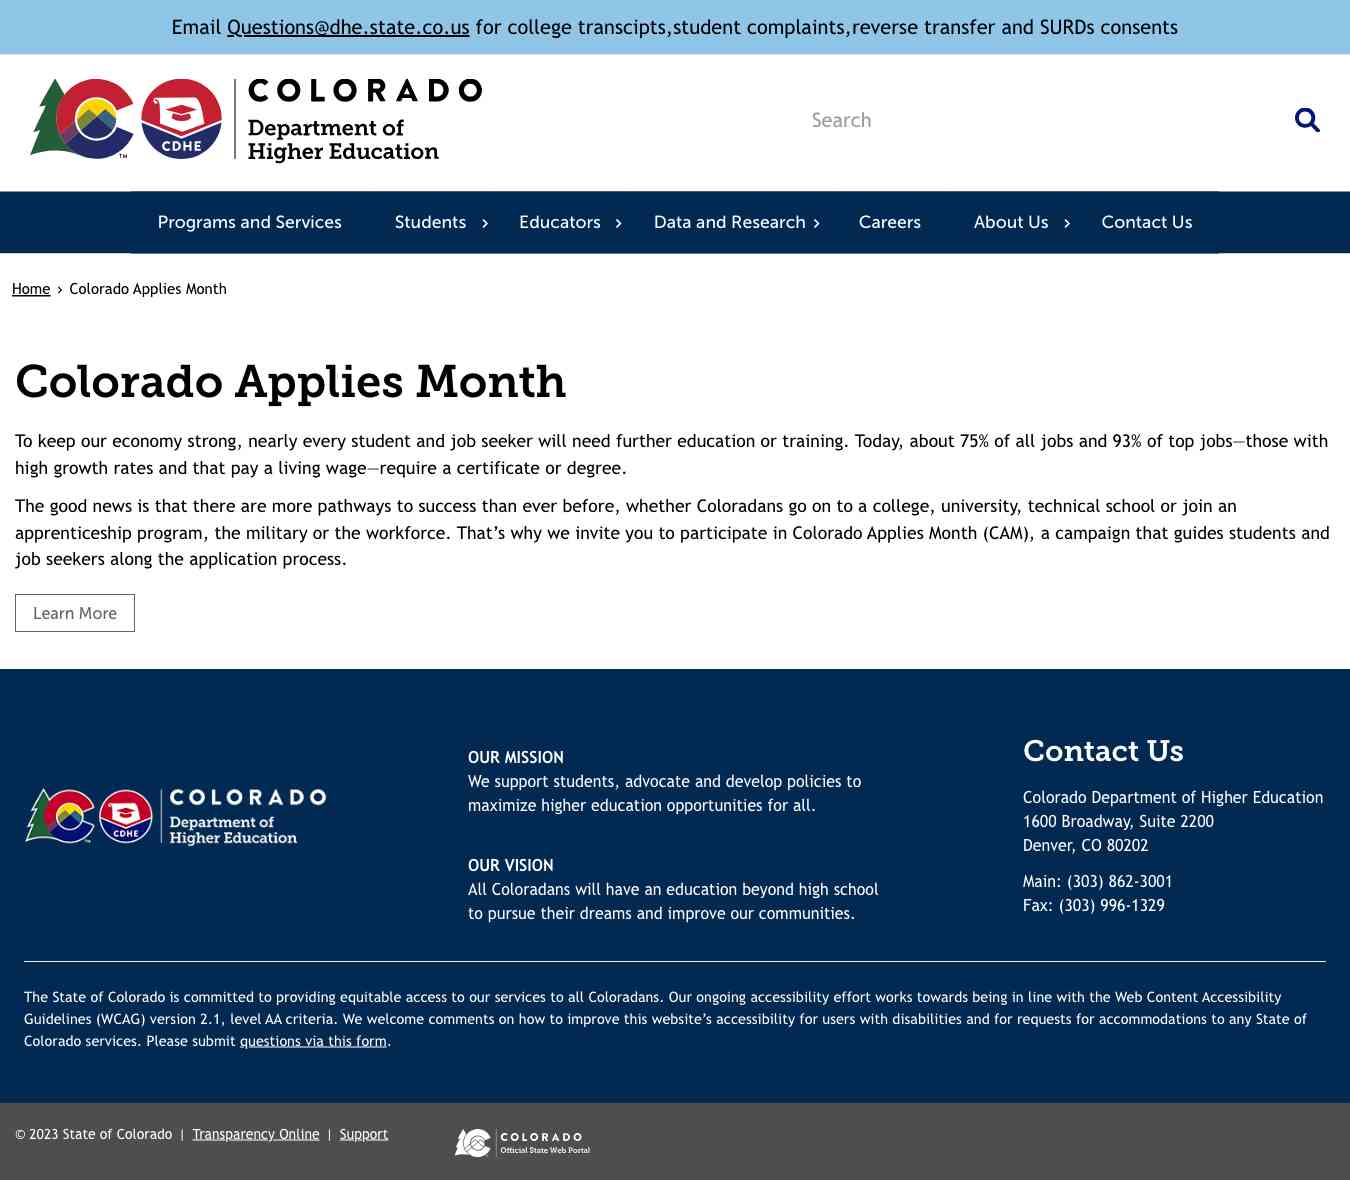 Email Questions@dhe.state.co.us for college transcipts,student complaints,reverse transfer and SURDs consents
CDHE
TM
COLORADO
Department of
Higher Education
Search
Programs and Services Students › Educators › Data and Research › Careers About Us › Contact Us
Home › Colorado Applies Month
Colorado Applies Month
To keep our economy strong, nearly every student and job seeker will need further education or training. Today, about 75% of all jobs and 93% of top jobs—those with
high growth rates and that pay a living wage—require a certificate or degree.
The good news is that there are more pathways to success than ever before, whether Coloradans go on to a college, university, technical school or join an
apprenticeship program, the military or the workforce. That’s why we invite you to participate in Colorado Applies Month (CAM), a campaign that guides students and
job seekers along the application process.
Learn More
CDHE
COLORADO
Department of
Higher Education
OUR MISSION
We support students, advocate and develop policies to
maximize higher education opportunities for all.
OUR VISION
All Coloradans will have an education beyond high school
to pursue their dreams and improve our communities.
Contact Us
Colorado Department of Higher Education
1600 Broadway, Suite 2200
Denver, CO 80202
Main: (303) 862-3001
Fax: (303) 996-1329
The State of Colorado is committed to providing equitable access to our services to all Coloradans. Our ongoing accessibility effort works towards being in line with the Web Content Accessibility
Guidelines (WCAG) version 2.1, level AA criteria. We welcome comments on how to improve this website’s accessibility for users with disabilities and for requests for accommodations to any State of
Colorado services. Please submit questions via this form.
© 2023 State of Colorado | Transparency Online | Support
COLORADO
Official State Web Portal